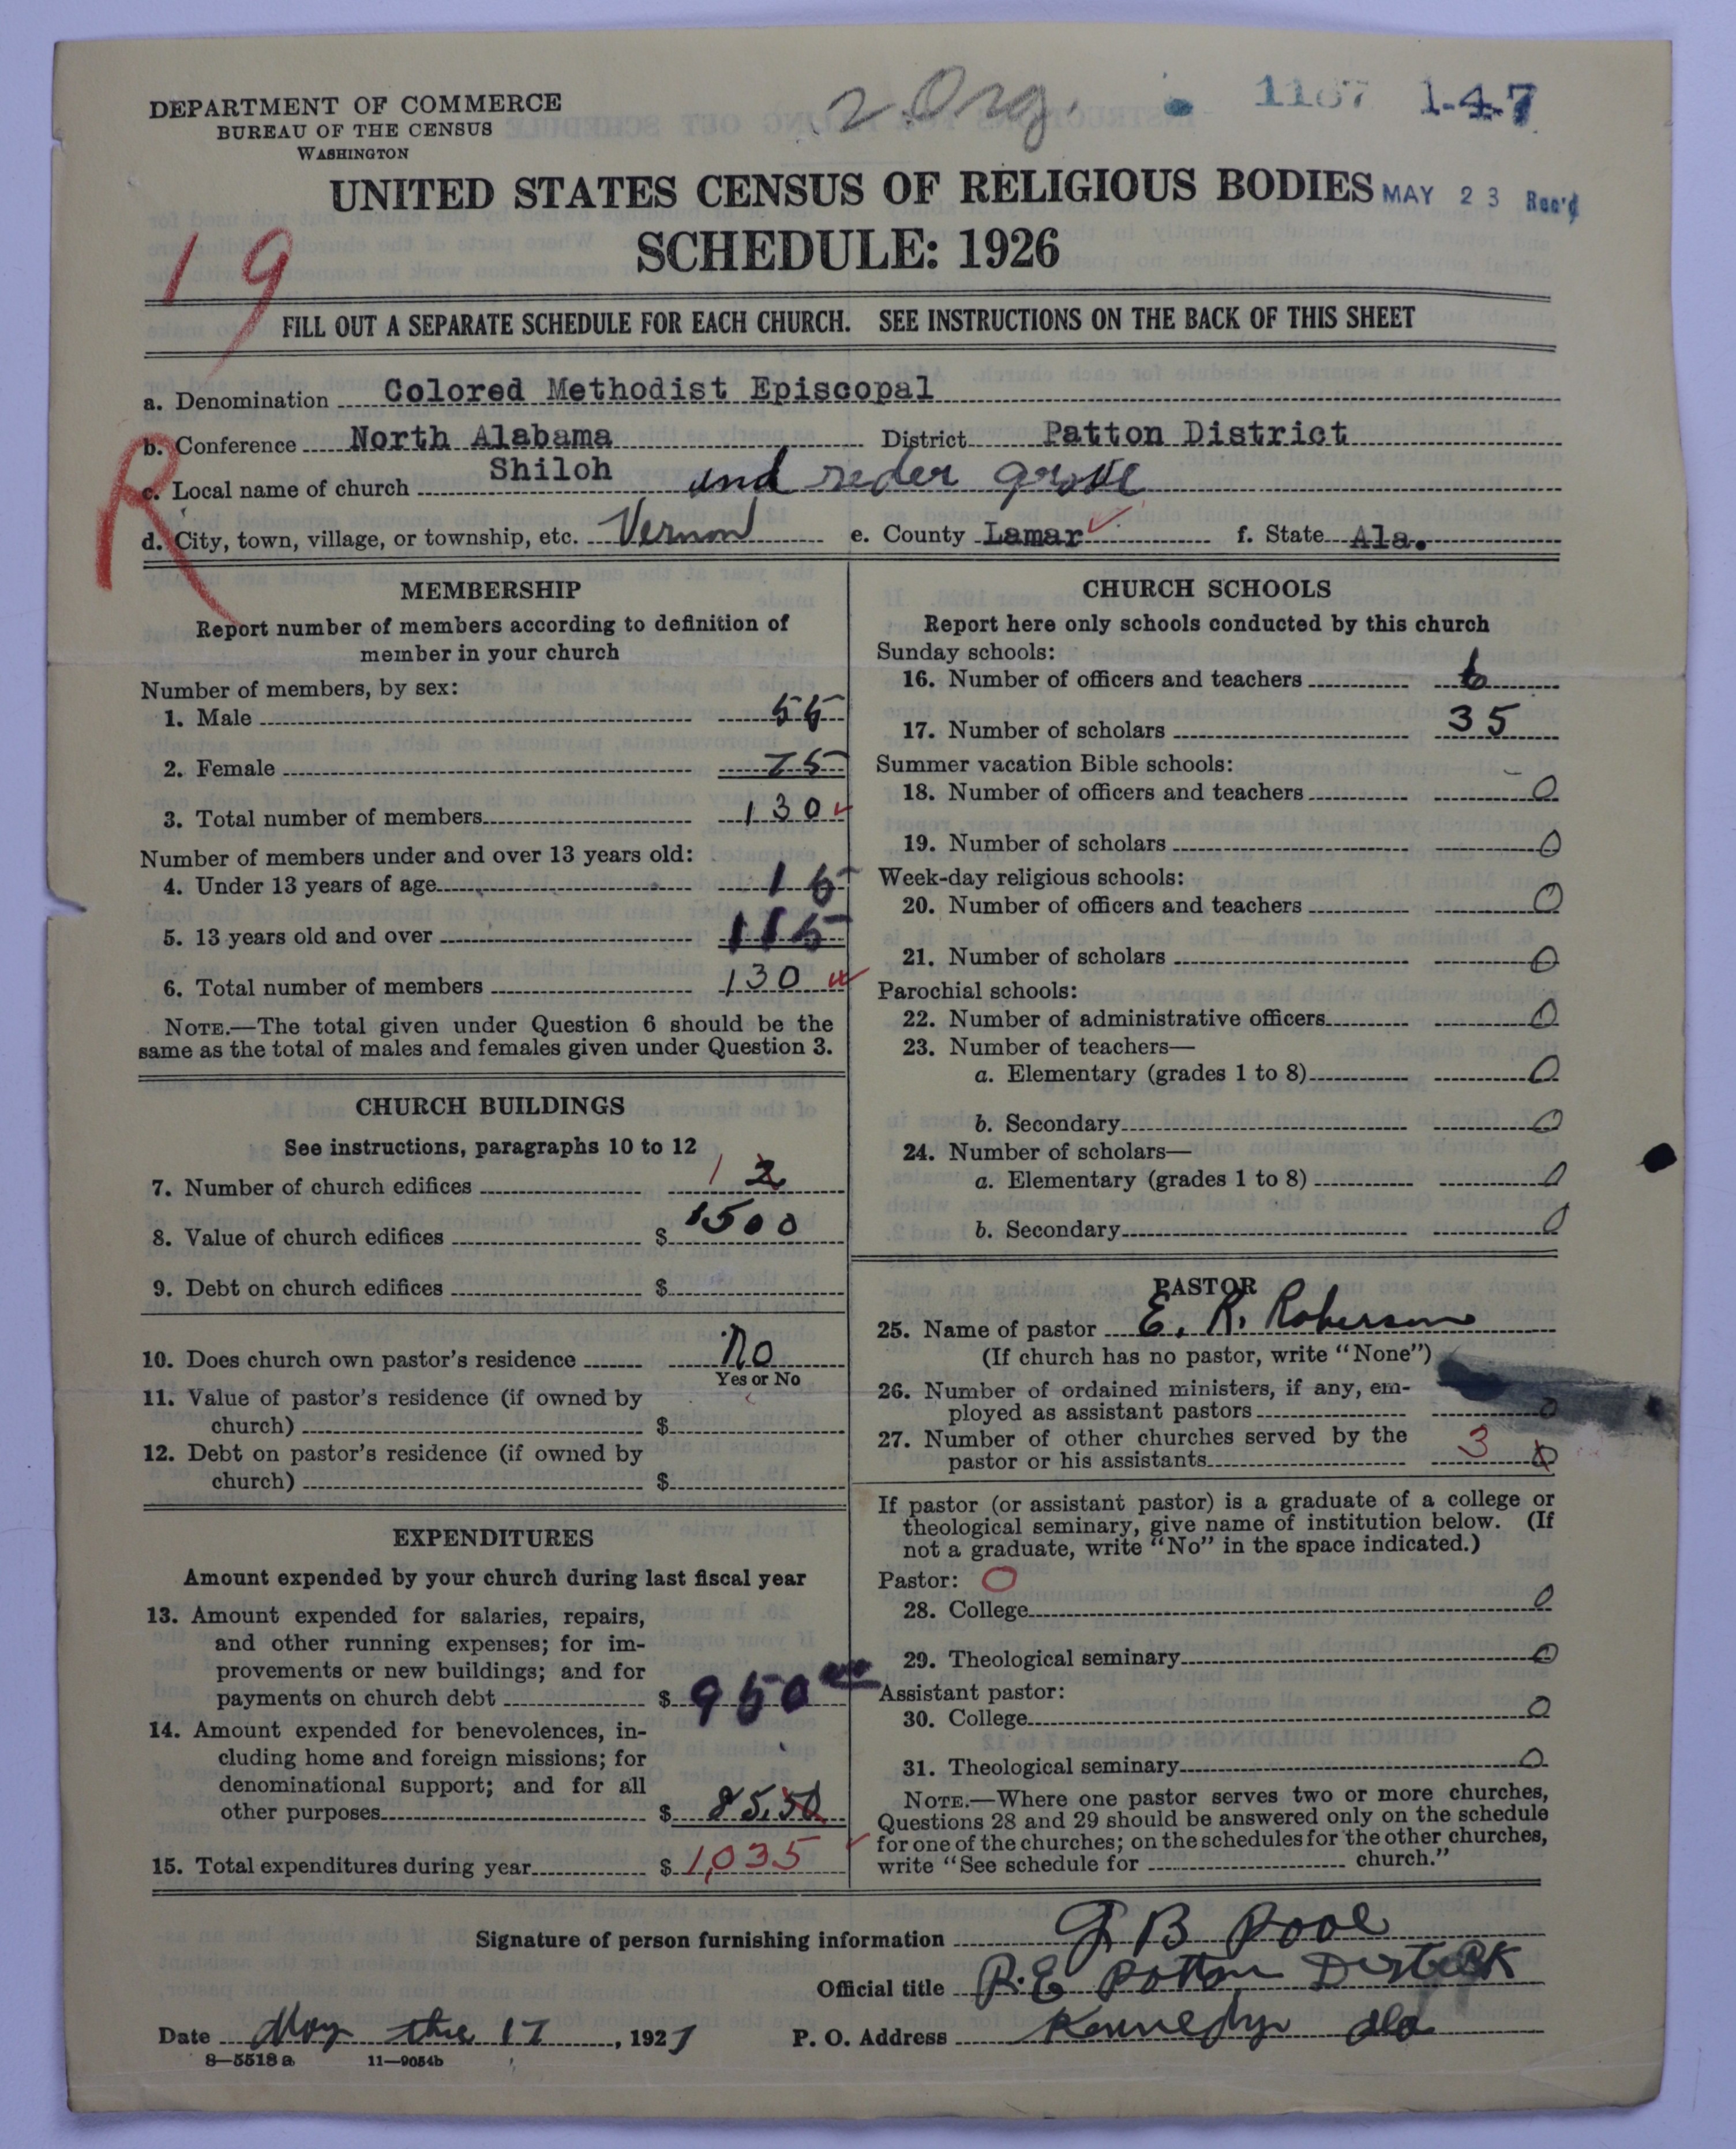 2 Org. 1187 1-4-7
DEPARTMENT OF COMMERCE
BUREAU OF THE CENSUS
WASHINGTON
UNITED STATES CENSUS OF RELIGIOUS BODIES MAY 23 Rec'd
SCHEDULE: 1926
19
FILL OUT A SEPARATE SCHEDULE FOR EACH CHURCH. SEE INSTRUCTIONS ON THE BACK OF THIS SHEET
a. Denomination Colored Methodist Episcopal
b. Conference North Alabama District Patton District
R
c. Local name of church Shiloh and seder grove
d. City, town, village, or township, etc. Vernon e. County Lamar ✓ f. State Ala.
MEMBERSHIP
Report number of members according to definition of
member in your church
Number of members, by sex:
1. Male 55
2. Female 75
3. Total number of members 130 ✓
Number of members under and over 13 years old:
4. Under 13 years of age 15
5. 13 years old and over 115
6. Total number of members 130 ✓
NOTE.—The total given under Question 6 should be the
same as the total of males and females given under Question 3.
CHURCH BUILDINGS
See instructions, paragraphs 10 to 12
7. Number of church edifices 1 2
8. Value of church edifices $ 1500
9. Debt on church edifices $
10. Does church own pastor's residence No
Yes or No
11. Value of pastor's residence (if owned by
church) $
12. Debt on pastor's residence (if owned by
church) $
EXPENDITURES
Amount expended by your church during last fiscal year
13. Amount expended for salaries, repairs,
and other running expenses; for im-
provements or new buildings; and for
payments on church debt $ 950 00
14. Amount expended for benevolences, in-
cluding home and foreign missions; for
denominational support; and for all
other purposes $ 85.50
15. Total expenditures during year $ 1,035 ✓
CHURCH SCHOOLS
Report here only schools conducted by this church
Sunday schools:
16. Number of officers and teachers 6
17. Number of scholars 35
Summer vacation Bible schools:
18. Number of officers and teachers 0
19. Number of scholars 0
Week-day religious schools:
20. Number of officers and teachers 0
21. Number of scholars 0
Parochial schools:
22. Number of administrative officers 0
23. Number of teachers—
a. Elementary (grades 1 to 8) 0
b. Secondary 0
24. Number of scholars—
a. Elementary (grades 1 to 8) 0
b. Secondary 0
PASTOR
25. Name of pastor E. R. Roberson
(If church has no pastor, write "None")
26. Number of ordained ministers, if any, em-
ployed as assistant pastors 0
27. Number of other churches served by the
pastor or his assistants 3 0
If pastor (or assistant pastor) is a graduate of a college or
theological seminary, give name of institution below. (If
not a graduate, write "No" in the space indicated.)
Pastor: O
28. College 0
29. Theological seminary 0
Assistant pastor:
30. College 0
31. Theological seminary 0
NOTE.—Where one pastor serves two or more churches,
Questions 28 and 29 should be answered only on the schedule
for one of the churches; on the schedules for the other churches,
write "See schedule for church."
Signature of person furnishing information G B Pool
Official title P. E Potton Districk
Date May the 17, 1927 P. O. Address Kennedy Ala
8—5518 a 11—9054b